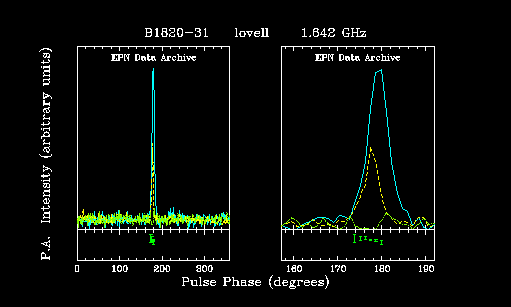 B1820-31 lovell 1.642 GHz
EPN Data Archive EPN Data Archive
P.A. Intensity (arbitrary units)
0 100 200 300 160 170 180 190
Pulse Phase (degrees)